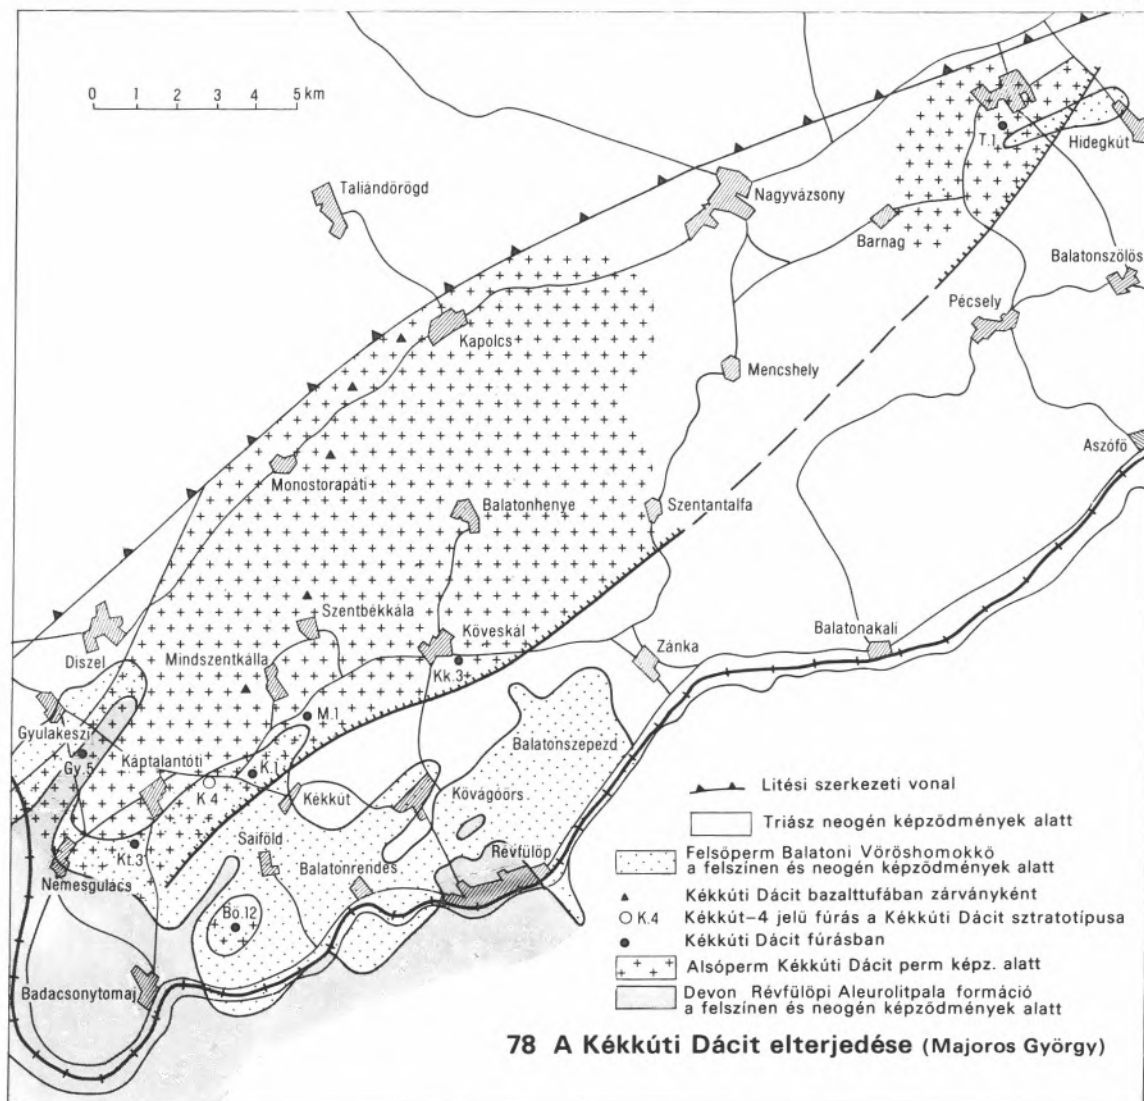 0 1 2 3 4 5 km
Taliándörögd
Nagyvázsony
T.1
Hidegkút
Barnag
Balatonszölös
Pécsely
Kapolcs
Mencshely
Aszófő
Monostorapáti
Balatonhenye
Szentantalfa
Szentbékkála
Diszel
Mindszentkálla
Köveskál
Zánka
Balatonakali
Kk.3
M.1
Gyulakeszi
Gy.5
Káptalantóti
K.1
K 4
Kékkút
Balatonszepezd
Kővágóörs
Kt.3
Saiföld
Nemesgulács
Balatonrendes
Révfülöp
Bö.12
Badacsonytomaj
Litési szerkezeti vonal
Triász neogén képződmények alatt
Felsőperm Balatoni Vöröshomokkő
a felszínen és neogén képződmények alatt
Kékkúti Dácit bazalttufában zárványként
K.4 Kékkút–4 jelü fúrás a Kékkúti Dácit sztratotípusa
Kékkúti Dácit fúrásban
Alsóperm Kékkúti Dácit perm képz. alatt
Devon Révfülöpi Aleurolitpala formáció
a felszínen és neogén képződmények alatt
78 A Kékkúti Dácit elterjedése (Majoros György)